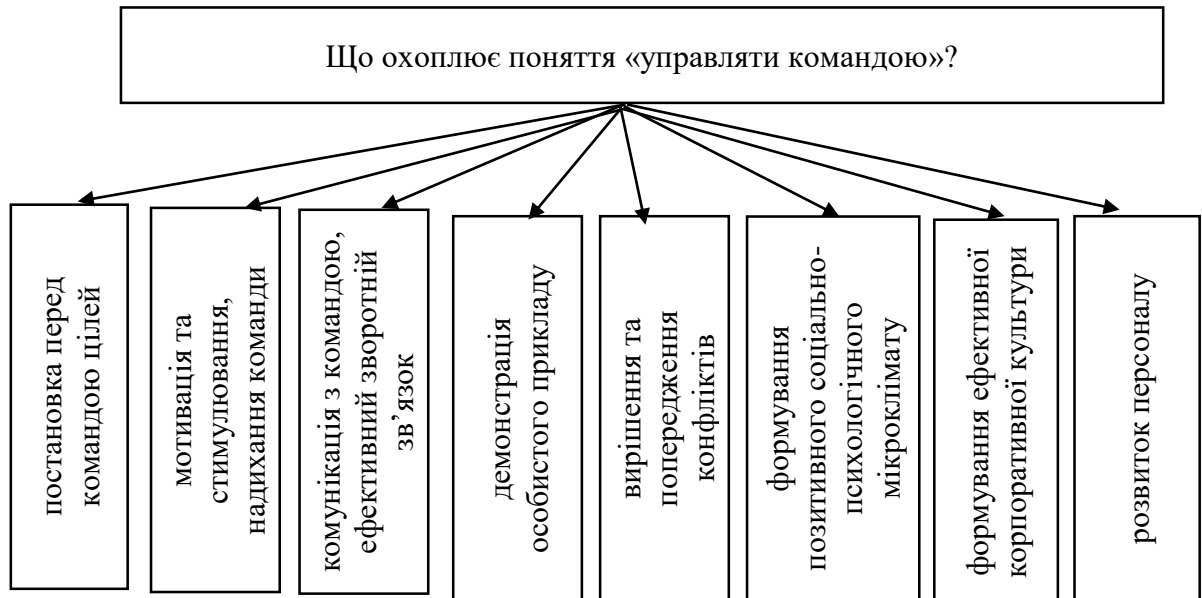 Що охоплює поняття «управляти командою»?
постановка перед
командою цілей
мотивація та
стимулювання,
надихання команди
комунікація з командою,
ефективний зворотній
зв’язок
демонстрація
особистого прикладу
вирішення та
попередження
конфліктів
формування
позитивного соціально-
психологічного
мікроклімату
формування ефективної
корпоративної культури
розвиток персоналу